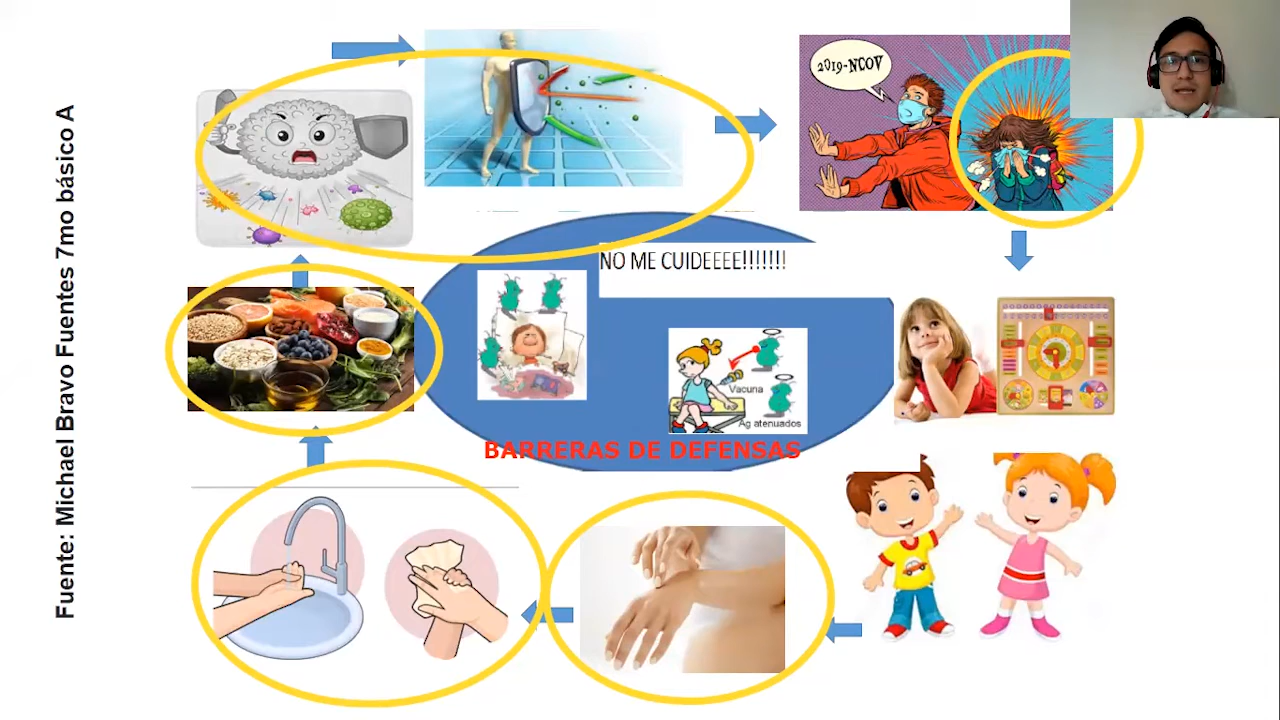 Fuente: Michael Bravo Fuentes 7mo básico A
2019-NCOV
NO ME CUIDEEEE!!!!!!!
Vacuna
Ag atenuados
BARRERAS DE DEFENSAS